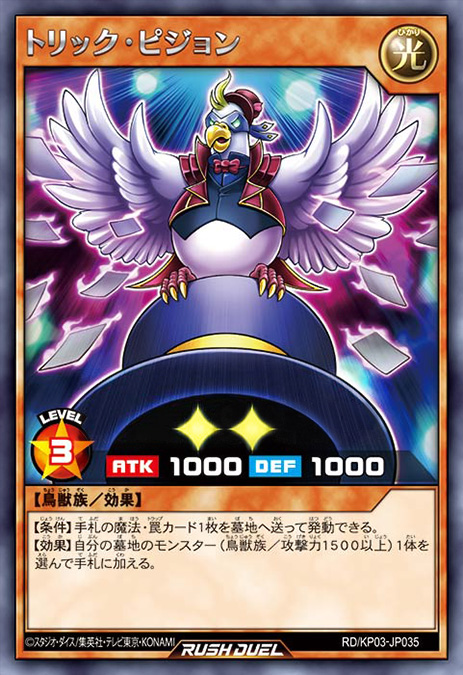 トリック・ピジョン
ひかり
光
LEVEL
3
ATK 1000 DEF 1000
【鳥獣族／効果】
【条件】手札の魔法・罠カード1枚を墓地へ送って発動できる。
【効果】自分の墓地のモンスター（鳥獣族／攻撃力1500以上）1体を
選んで手札に加える。
©スタジオ・ダイス/集英社・テレビ東京・KONAMI
RUSH DUEL
RD/KP03-JP035